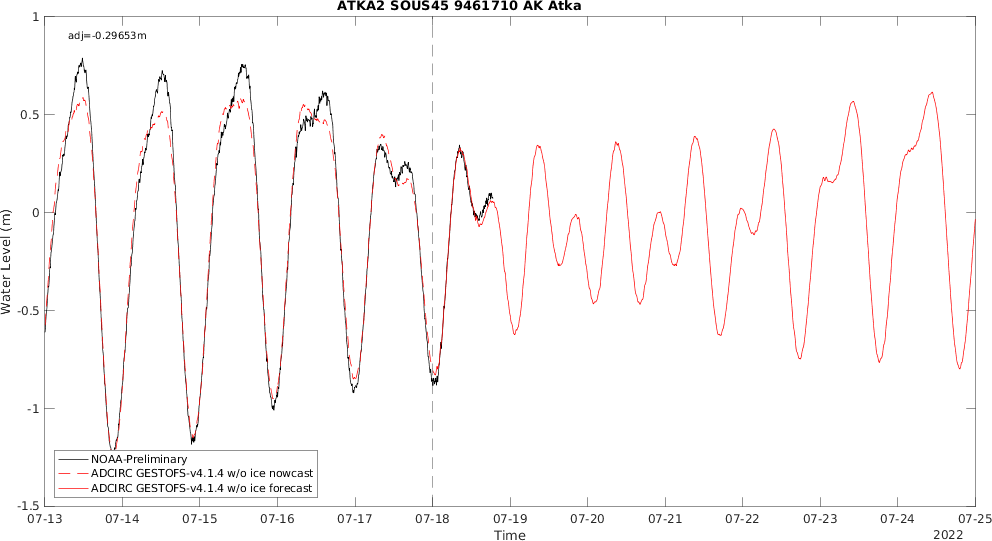 ATKA2 SOUS45 9461710 AK Atka
adj=-0.29653m
1
0.5
0
-0.5
-1
-1.5
Water Level (m)
NOAA-Preliminary
ADCIRC GESTOFS-v4.1.4 w/o ice nowcast
ADCIRC GESTOFS-v4.1.4 w/o ice forecast
07-13 07-14 07-15 07-16 07-17 07-18 07-19 07-20 07-21 07-22 07-23 07-24 07-25
Time
2022